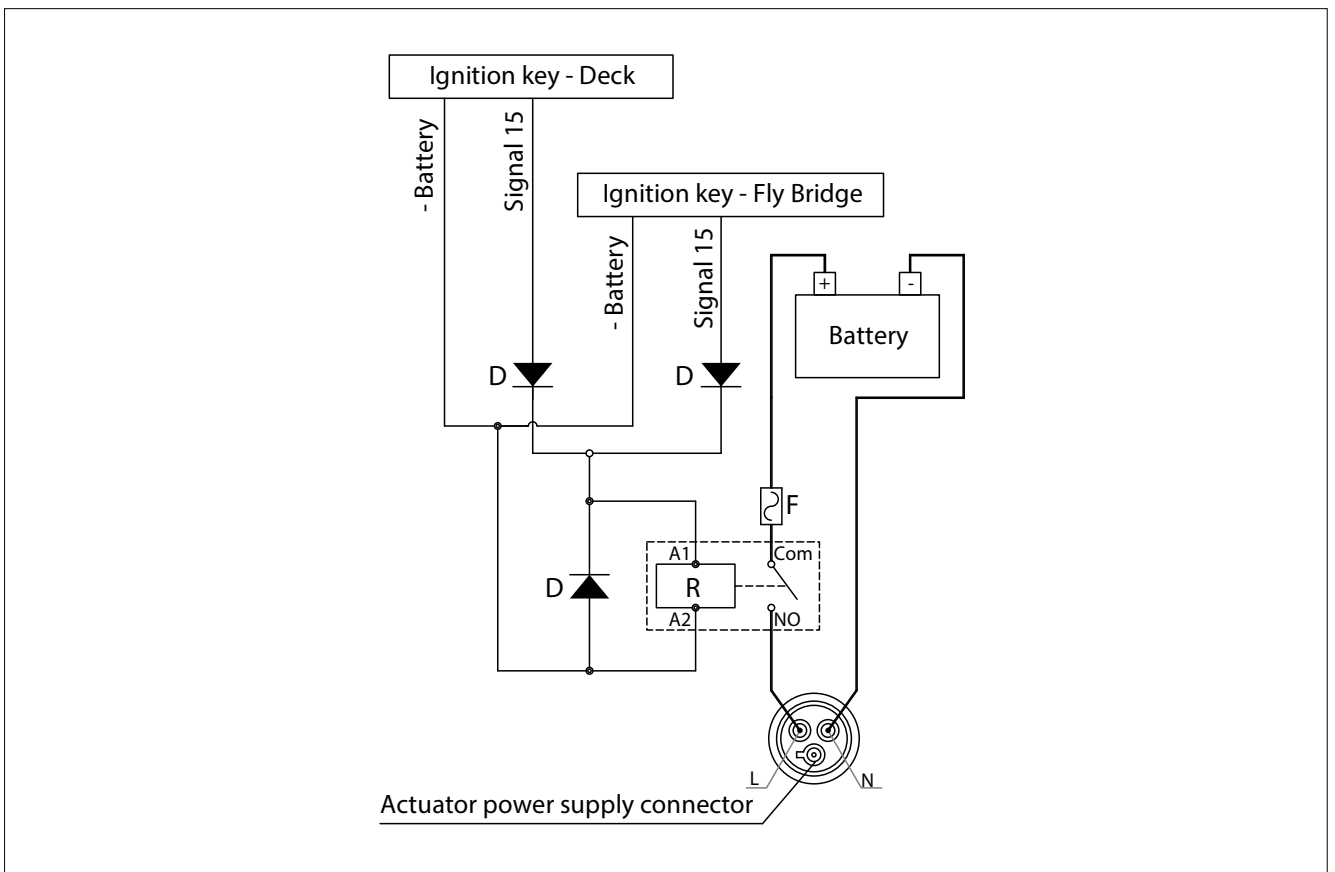 Ignition key - Deck
- Battery
Signal 15
Ignition key - Fly Bridge
- Battery
Signal 15
+
-
Battery
D
D
F
A1
Com
D
R
A2
NO
L
N
Actuator power supply connector